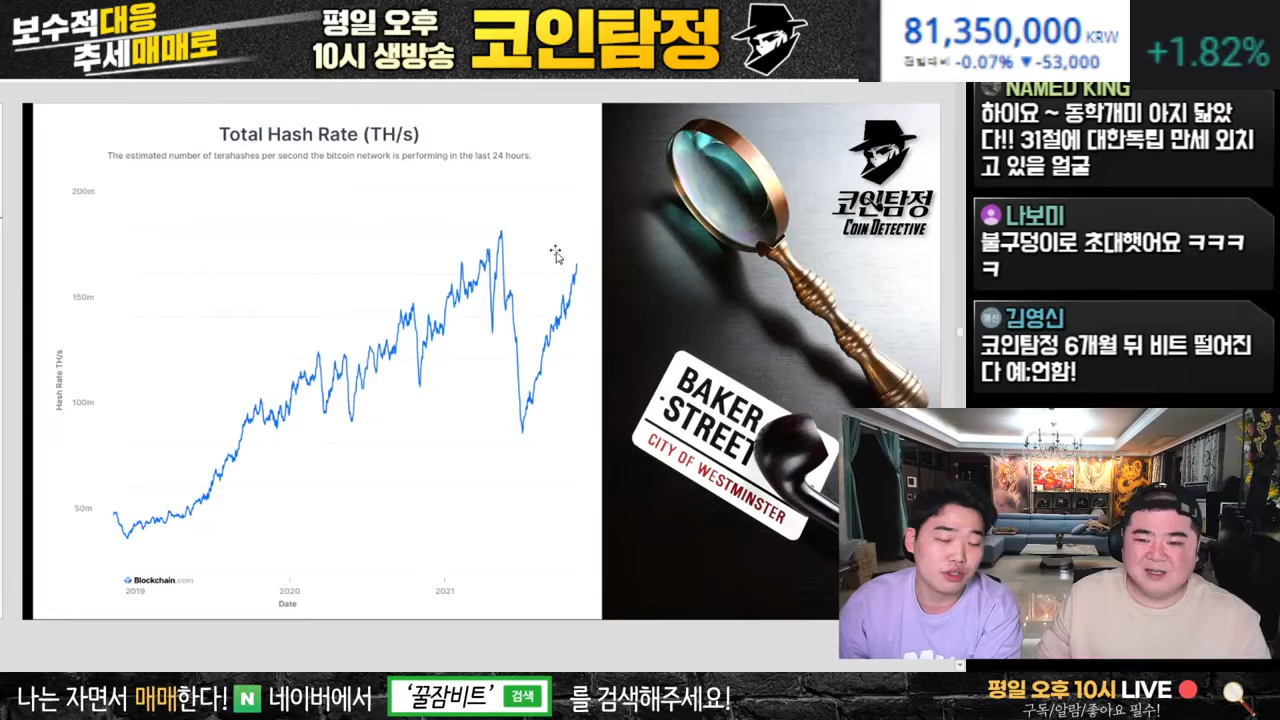 보수적대응
추세매매로
평일 오후
10시 생방송
코인탐정
81,350,000 KRW
전일대비 -0.07% ▼ -53,000
+1.82%
Total Hash Rate (TH/s)
The estimated number of terahashes per second the bitcoin network is performing in the last 24 hours.
200m
150m
100m
50m
Hash Rate TH/s
Blockchain.com
2019
2020
2021
Date
코인탐정
COIN DETECTIVE
BAKER
STREET
CITY OF WESTMINSTER
NAMED KING
하이요 ~ 동학개미 아지 닮았
다!! 31절에 대한독립 만세 외치
고 있을 얼굴
나보미
불구덩이로 초대햇어요 ㅋㅋㅋ
ㅋ
김영신
코인탐정 6개월 뒤 비트 떨어진
다 예;언함!
나는 자면서 매매한다! N 네이버에서 '꿀잠비트' 검색 를 검색해주세요!
평일 오후 10시 LIVE
구독/알람/좋아요 필수!